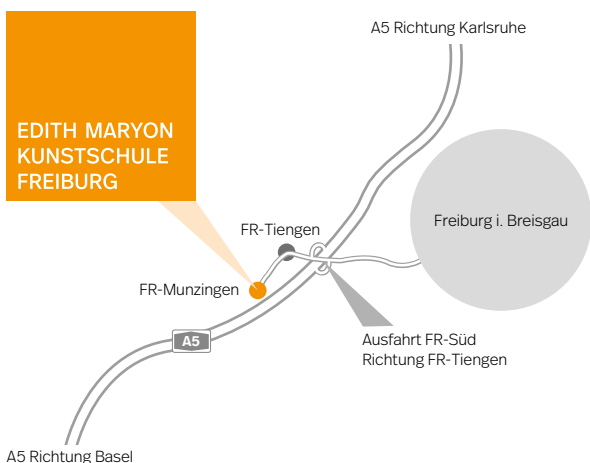 A5 Richtung Karlsruhe
EDITH MARYON
KUNSTSCHULE
FREIBURG
Freiburg i. Breisgau
FR-Tiengen
FR-Munzingen
A5
Ausfahrt FR-Süd
Richtung FR-Tiengen
A5 Richtung Basel